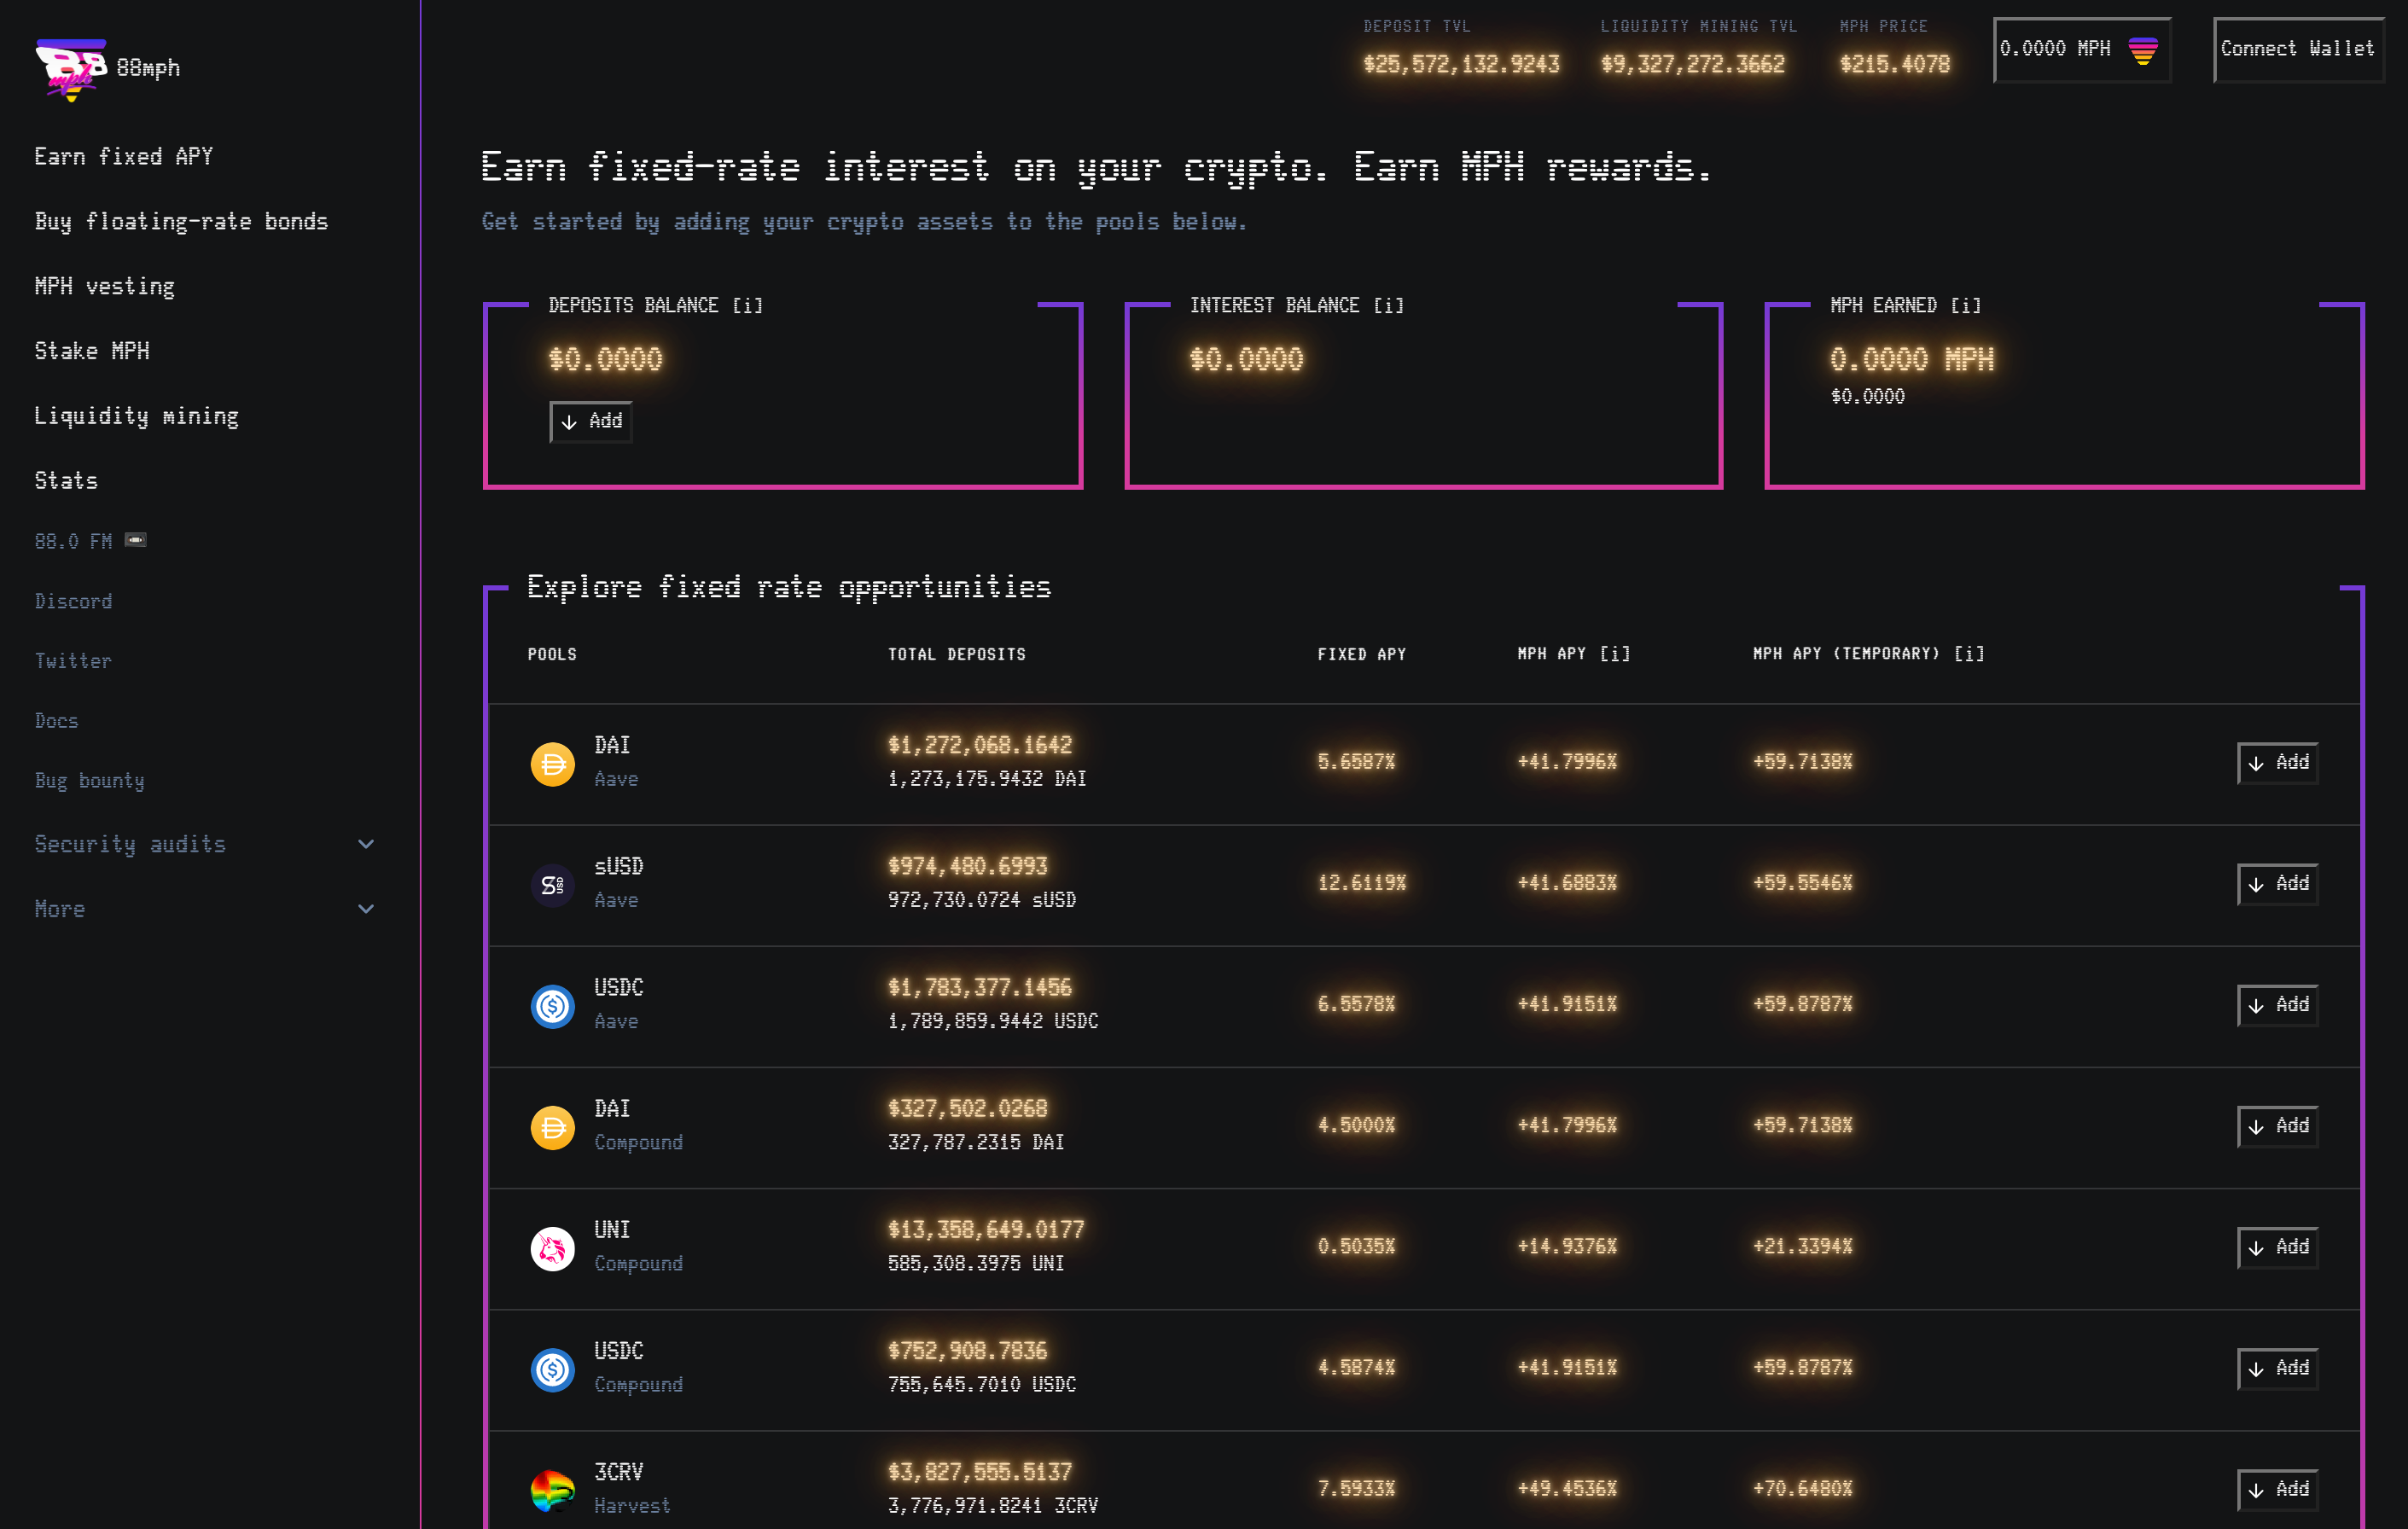 88mph
Earn fixed APY
Buy floating-rate bonds
MPH vesting
Stake MPH
Liquidity mining
Stats
88.0 FM
Discord
Twitter
Docs
Bug bounty
Security audits
More
DEPOSIT TVL LIQUIDITY MINING TVL MPH PRICE
$25,572,132.9243 $9,327,272.3662 $215.4078
0.0000 MPH
Connect Wallet
Earn fixed-rate interest on your crypto. Earn MPH rewards.
Get started by adding your crypto assets to the pools below.
DEPOSITS BALANCE [i]
$0.0000
Add
INTEREST BALANCE [i]
$0.0000
MPH EARNED [i]
0.0000 MPH
$0.0000
Explore fixed rate opportunities
POOLS TOTAL DEPOSITS FIXED APY MPH APY [i] MPH APY (TEMPORARY) [i]
DAI $1,272,068.1642
Aave 1,273,175.9432 DAI 5.6587% +41.7996% +59.7138% Add
sUSD $974,480.6993
Aave 972,730.0724 sUSD 12.6119% +41.6883% +59.5546% Add
USDC $1,783,377.1456
Aave 1,789,859.9442 USDC 6.5578% +41.9151% +59.8787% Add
DAI $327,502.0268
Compound 327,787.2315 DAI 4.5000% +41.7996% +59.7138% Add
UNI $13,358,649.0177
Compound 585,308.3975 UNI 0.5035% +14.9376% +21.3394% Add
USDC $752,908.7836
Compound 755,645.7010 USDC 4.5874% +41.9151% +59.8787% Add
3CRV $3,827,555.5137
Harvest 3,776,971.8241 3CRV 7.5933% +49.4536% +70.6480% Add